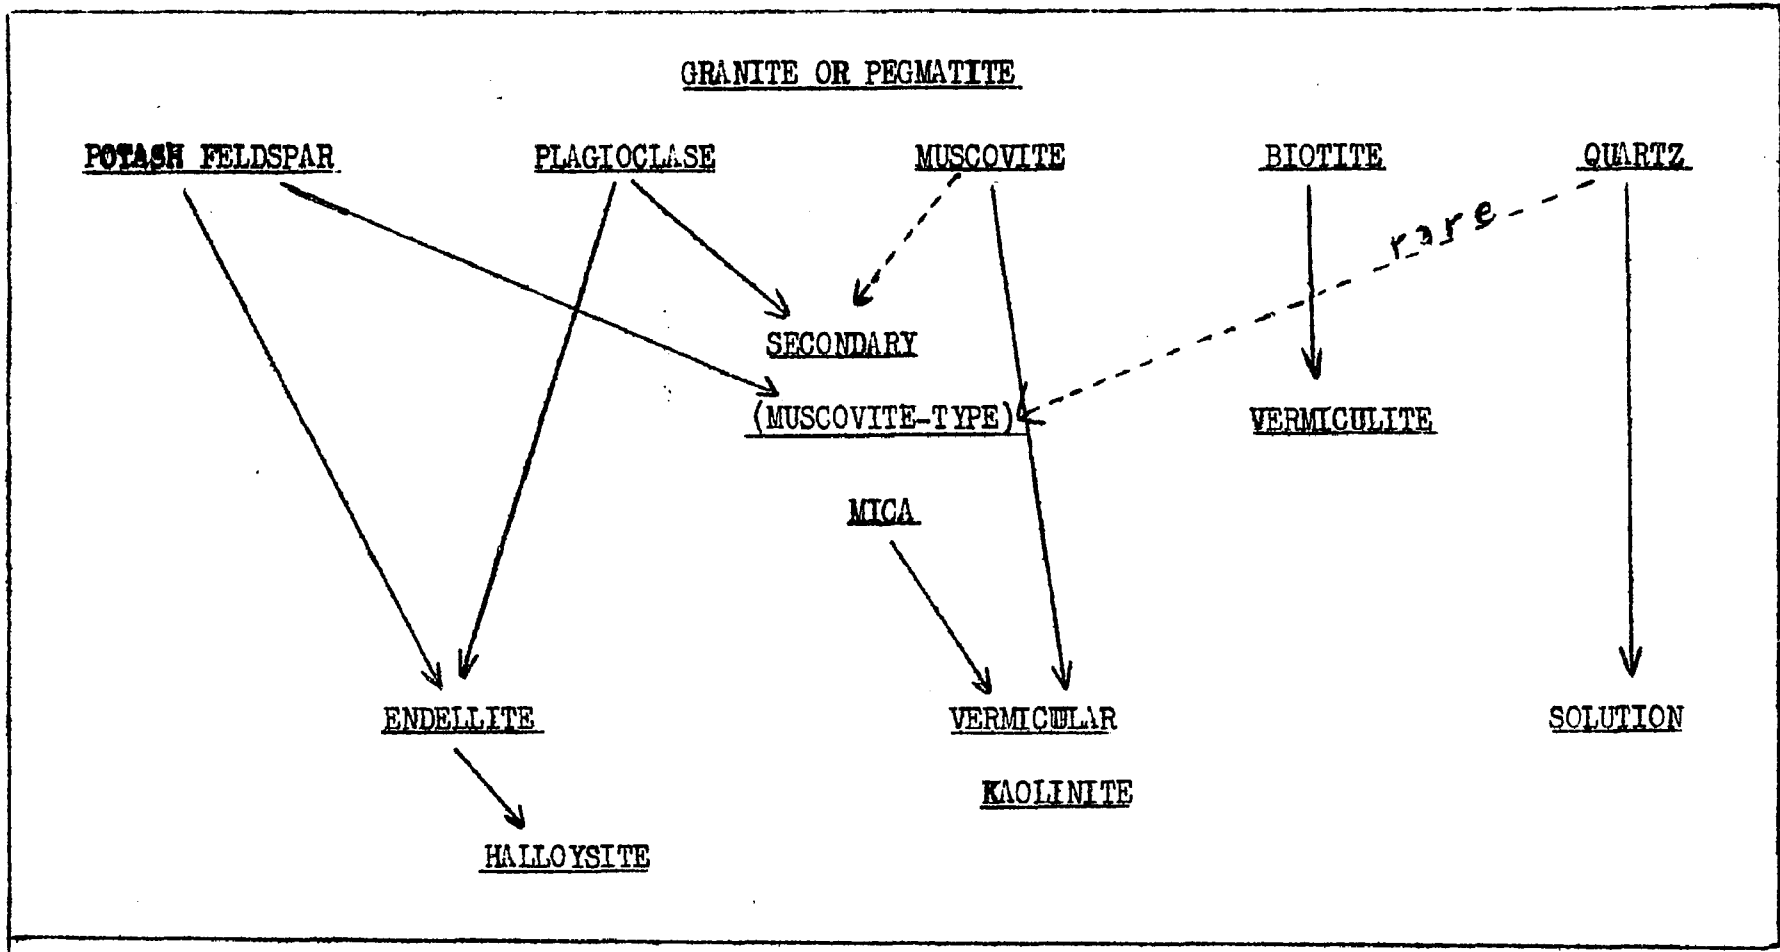 GRANITE OR PEGMATITE
POTASH FELDSPAR PLAGIOCLASE MUSCOVITE BIOTITE QUARTZ
rare
SECONDARY
(MUSCOVITE-TYPE)
VERMICULITE
MICA
ENDELLITE
VERMICULAR
SOLUTION
KAOLINITE
HALLOYSITE